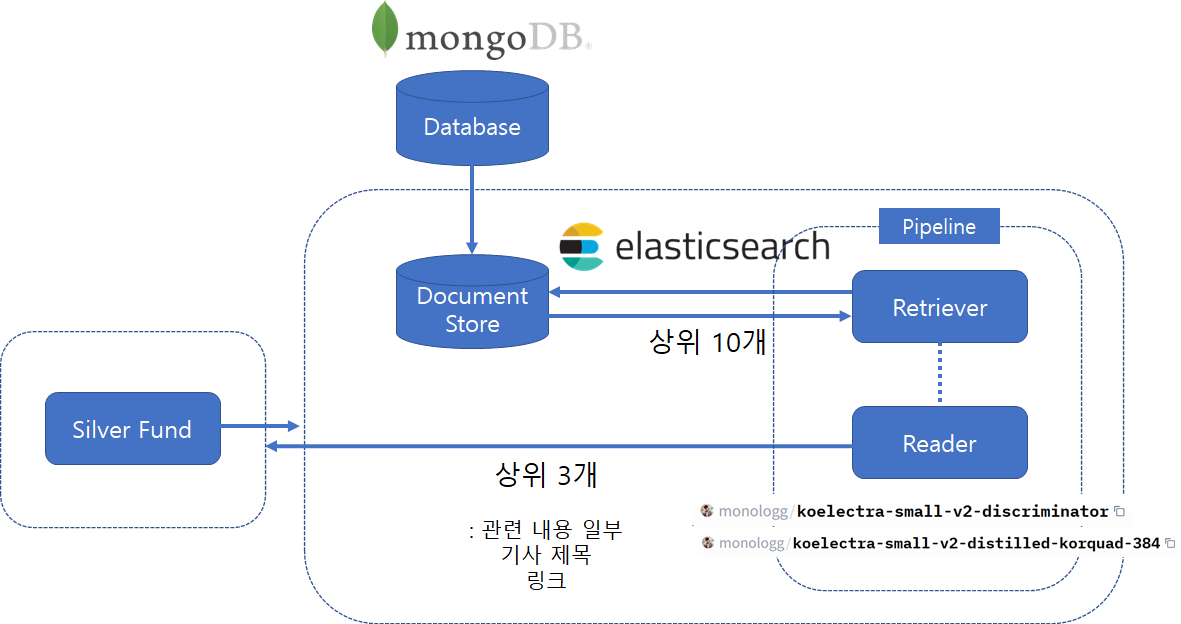 mongoDB®
Database
Pipeline
elasticsearch
Document
Store
Retriever
상위 10개
Silver Fund
Reader
상위 3개
: 관련 내용 일부
기사 제목
링크
monologg/koelectra-small-v2-discriminator
monologg/koelectra-small-v2-distilled-korquad-384